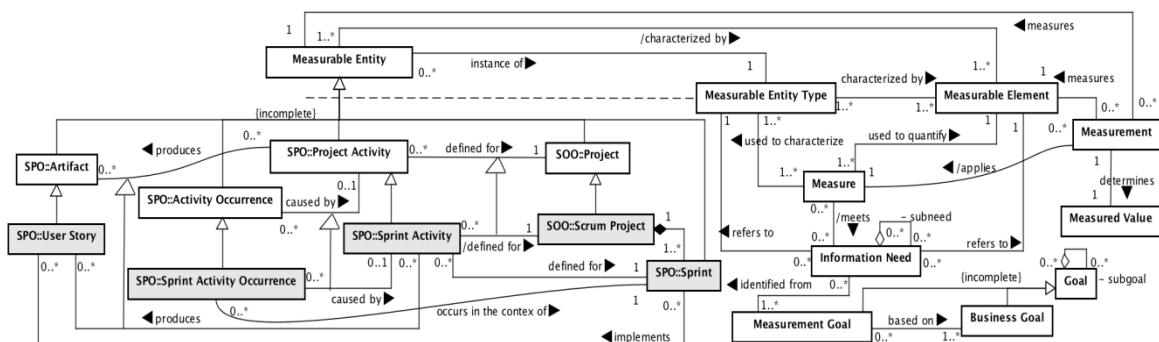 1
1..*
/characterized by ▶
◀ measures
Measurable Entity
0..*
instance of ▶
1
1..*
characterized by ▶
1
◀ measures
Measurable Entity Type
Measurable Element
1..*
1..*
0..*
{incomplete}
1
1..*
◀ used to characterize
used to quantify ▶
1
1
0..*
Measurement
◀ produces
0..*
SPO::Project Activity
0..*
defined for ▶
1
SOO::Project
SPO::Artifact
0..*
1..*
1..*
Measure
1
◀ /applies
1
determines
▼
1
0..1
SPO::Activity Occurrence
caused by ▶
0..*
0..*
▼ /meets
– subneed
0..*
0..*
Measured Value
SPO::User Story
SPO::Sprint Activity
0..*
1
SOO::Scrum Project
1
◀ refers to
refers to ▶
/defined for ▶
1..*
0..*
Information Need
0..*
0..1
0..*
0..*
defined for ▶
1
SPO::Sprint
{incomplete}
0..*
Goal
0..*
– subgoal
SPO::Sprint Activity Occurrence
0..*
caused by ▶
◀ identified from
0..*
0..*
occurs in the contex of ▶
1
0..*
1..*
Measurement Goal
based on ▶
0..*
1..*
Business Goal
◀ produces
◀ implements